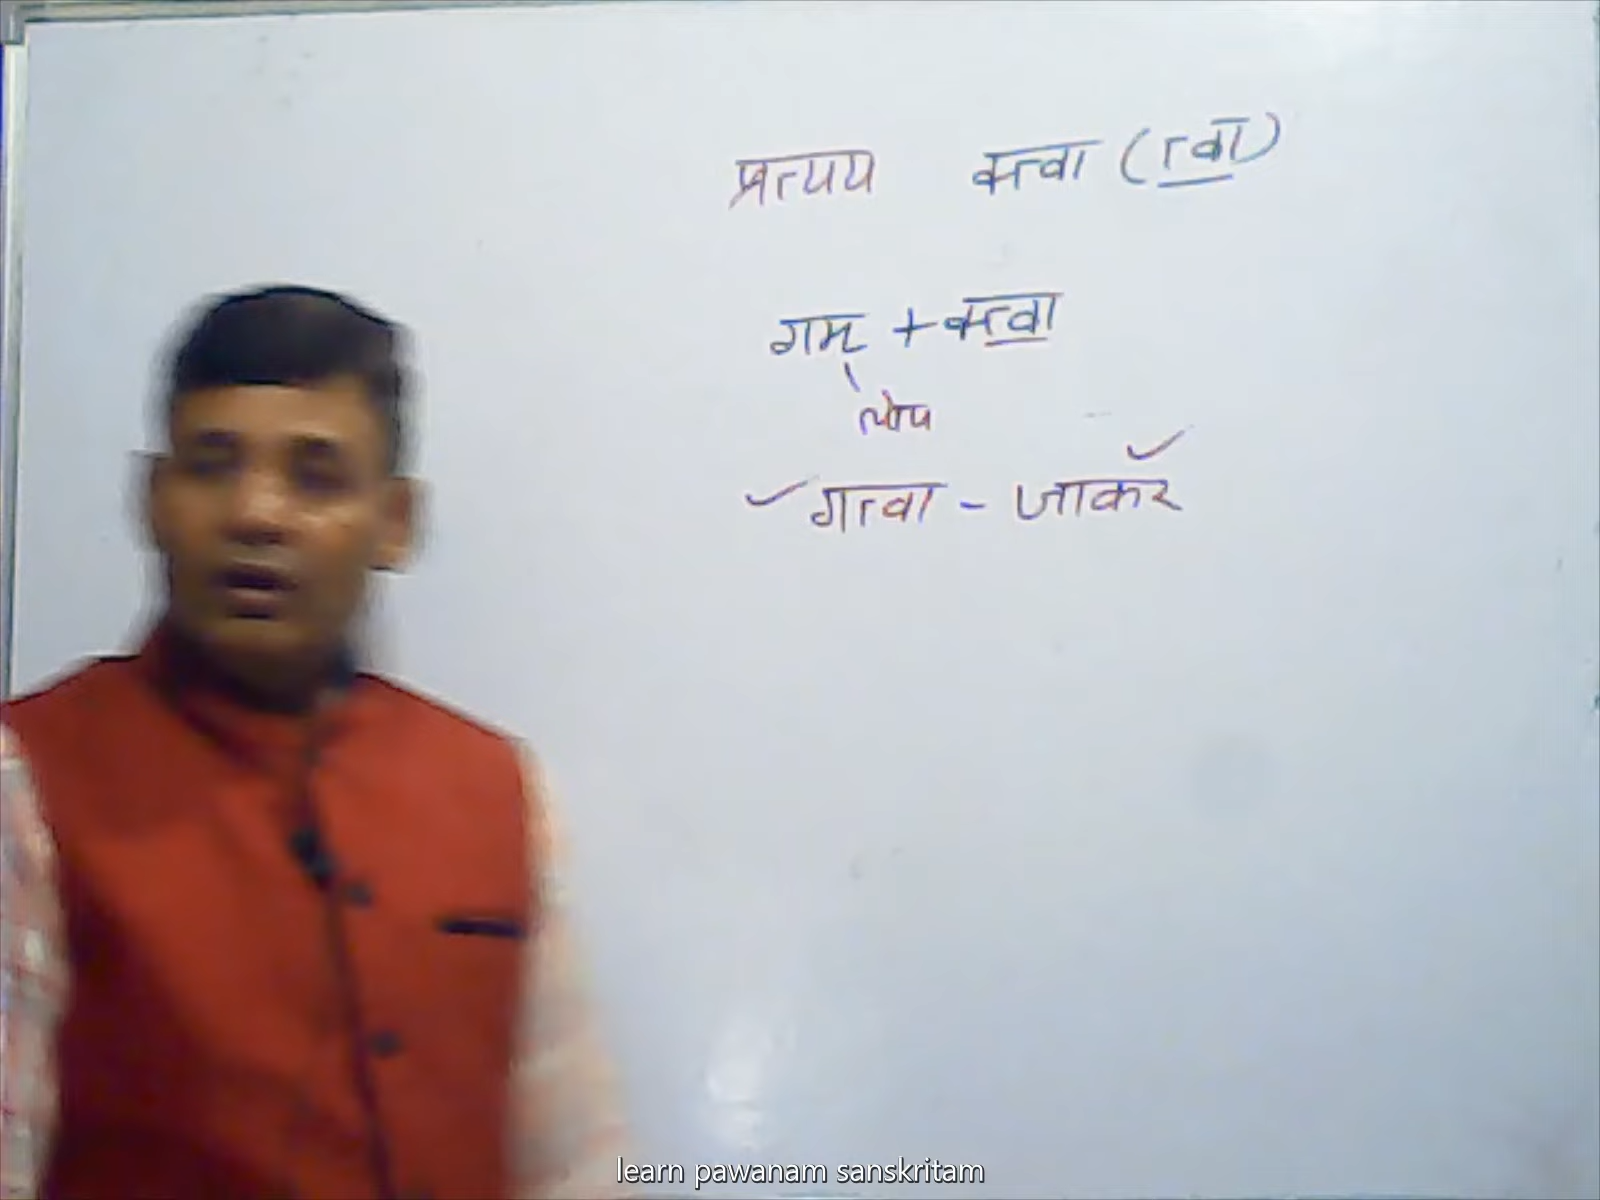 प्रत्यय क्त्वा (त्वा)
गम् + क्त्वा
लोप
गत्वा - जाकर
learn pawanam sanskritam